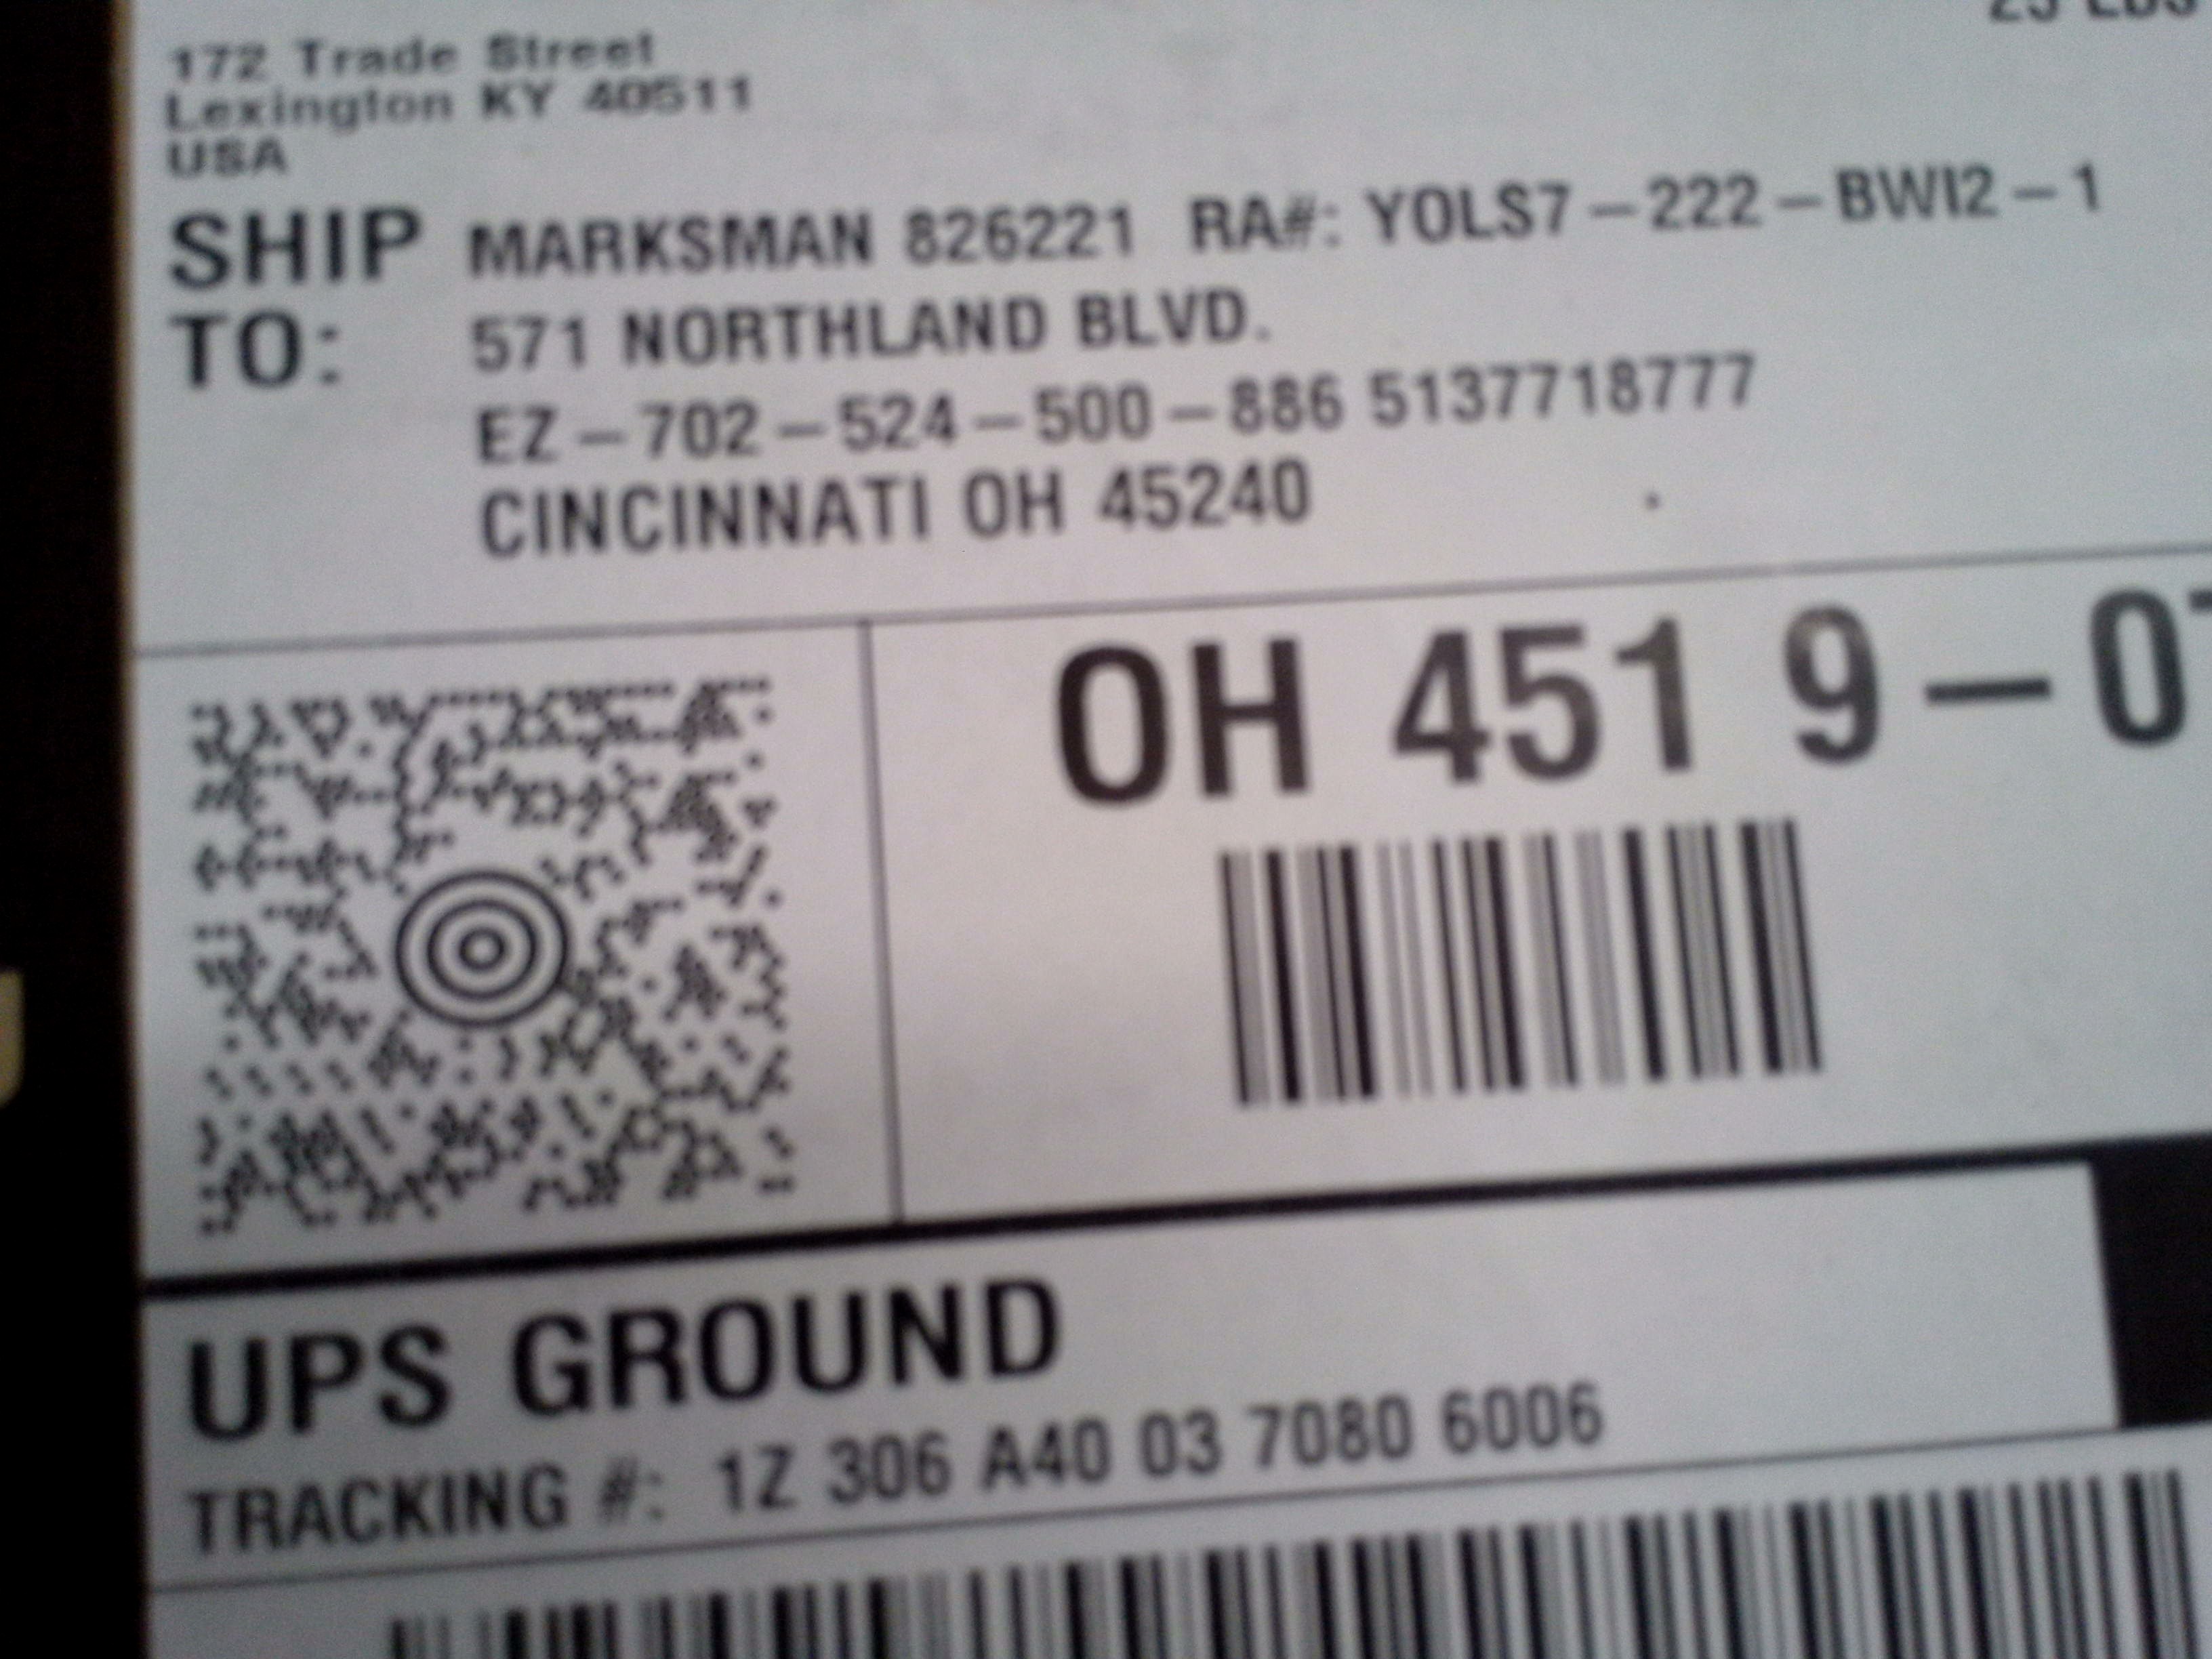 172 Trade Street
Lexington KY 40511
USA
SHIP TO: MARKSMAN 826221 RA#: YOLS7-222-BWI2-1
571 NORTHLAND BLVD.
EZ-702-524-500-886 5137718777
CINCINNATI OH 45240
OH 451 9-0
UPS GROUND
TRACKING #: 1Z 306 A40 03 7080 6006